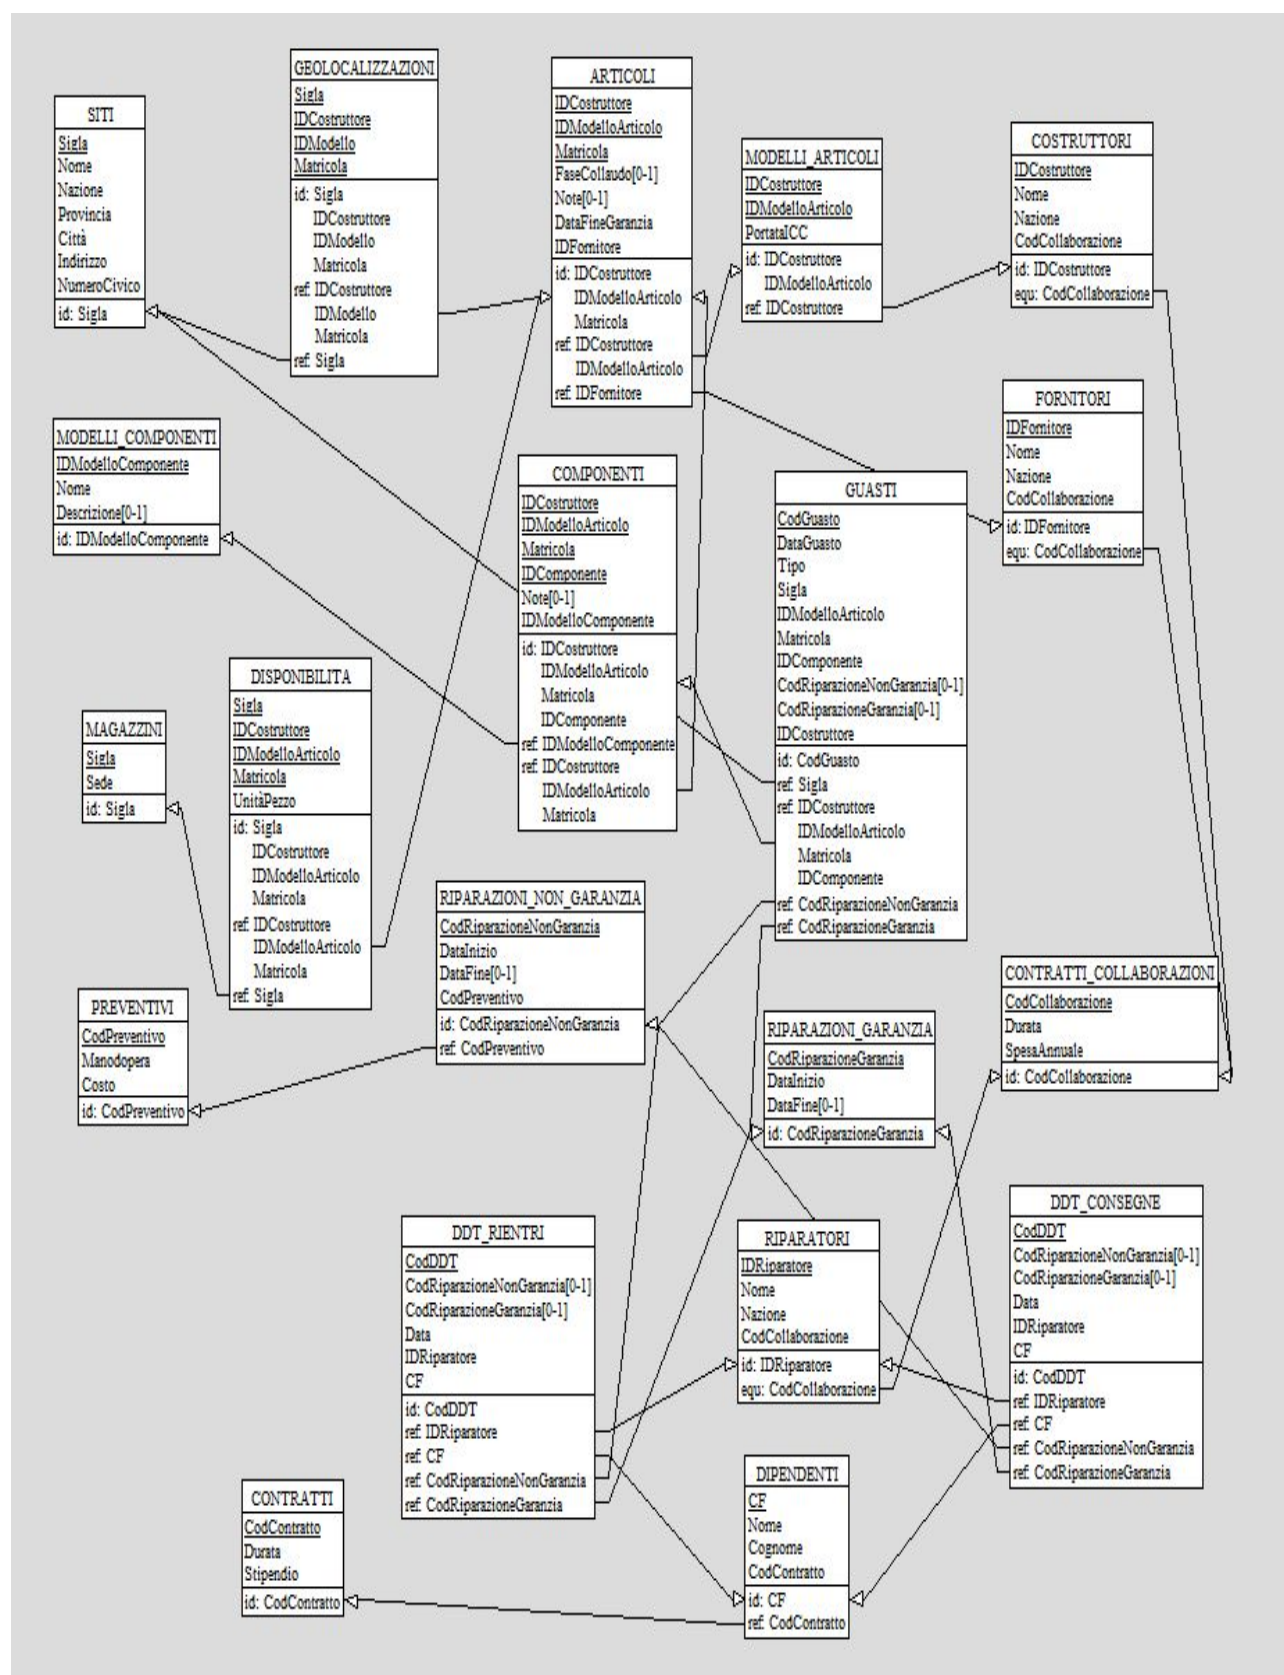 GEOLOCALIZZAZIONI
Sigla
IDCostruttore
IDModello
Matricola
id: Sigla
IDCostruttore
IDModello
Matricola
ref: IDCostruttore
IDModello
Matricola
ref: Sigla
ARTICOLI
IDCostruttore
IDModelloArticolo
Matricola
FaseCollaudo[0-1]
Note[0-1]
DataFineGaranzia
IDFornitore
id: IDCostruttore
IDModelloArticolo
Matricola
ref: IDCostruttore
IDModelloArticolo
ref: IDFornitore
SITI
Sigla
Nome
Nazione
Provincia
Città
Indirizzo
NumeroCivico
id: Sigla
MODELLI_ARTICOLI
IDCostruttore
IDModelloArticolo
PortataICC
id: IDCostruttore
IDModelloArticolo
ref: IDCostruttore
COSTRUTTORI
IDCostruttore
Nome
Nazione
CodCollaborazione
id: IDCostruttore
equ: CodCollaborazione
FORNITORI
IDFornitore
Nome
Nazione
CodCollaborazione
id: IDFornitore
equ: CodCollaborazione
MODELLI_COMPONENTI
IDModelloComponente
Nome
Descrizione[0-1]
id: IDModelloComponente
COMPONENTI
IDCostruttore
IDModelloArticolo
Matricola
IDComponente
Note[0-1]
IDModelloComponente
id: IDCostruttore
IDModelloArticolo
Matricola
IDComponente
ref: IDModelloComponente
ref: IDCostruttore
IDModelloArticolo
Matricola
GUASTI
CodGuasto
DataGuasto
Tipo
Sigla
IDModelloArticolo
Matricola
IDComponente
CodRiparazioneNonGaranzia[0-1]
CodRiparazioneGaranzia[0-1]
IDCostruttore
id: CodGuasto
ref: Sigla
ref: IDCostruttore
IDModelloArticolo
Matricola
IDComponente
ref: CodRiparazioneNonGaranzia
ref: CodRiparazioneGaranzia
DISPONIBILITA
Sigla
IDCostruttore
IDModelloArticolo
Matricola
UnitàPezzo
id: Sigla
IDCostruttore
IDModelloArticolo
Matricola
ref: IDCostruttore
IDModelloArticolo
Matricola
ref: Sigla
MAGAZZINI
Sigla
Sede
id: Sigla
RIPARAZIONI_NON_GARANZIA
CodRiparazioneNonGaranzia
DataInizio
DataFine[0-1]
CodPreventivo
id: CodRiparazioneNonGaranzia
ref: CodPreventivo
PREVENTIVI
CodPreventivo
Manodopera
Costo
id: CodPreventivo
RIPARAZIONI_GARANZIA
CodRiparazioneGaranzia
DataInizio
DataFine[0-1]
id: CodRiparazioneGaranzia
CONTRATTI_COLLABORAZIONI
CodCollaborazione
Durata
SpesaAnnuale
id: CodCollaborazione
DDT_RIENTRI
CodDDT
CodRiparazioneNonGaranzia[0-1]
CodRiparazioneGaranzia[0-1]
Data
IDRiparatore
CF
id: CodDDT
ref: IDRiparatore
ref: CF
ref: CodRiparazioneNonGaranzia
ref: CodRiparazioneGaranzia
RIPARATORI
IDRiparatore
Nome
Nazione
CodCollaborazione
id: IDRiparatore
equ: CodCollaborazione
DDT_CONSEGNE
CodDDT
CodRiparazioneNonGaranzia[0-1]
CodRiparazioneGaranzia[0-1]
Data
IDRiparatore
CF
id: CodDDT
ref: IDRiparatore
ref: CF
ref: CodRiparazioneNonGaranzia
ref: CodRiparazioneGaranzia
CONTRATTI
CodContratto
Durata
Stipendio
id: CodContratto
DIPENDENTI
CF
Nome
Cognome
CodContratto
id: CF
ref: CodContratto